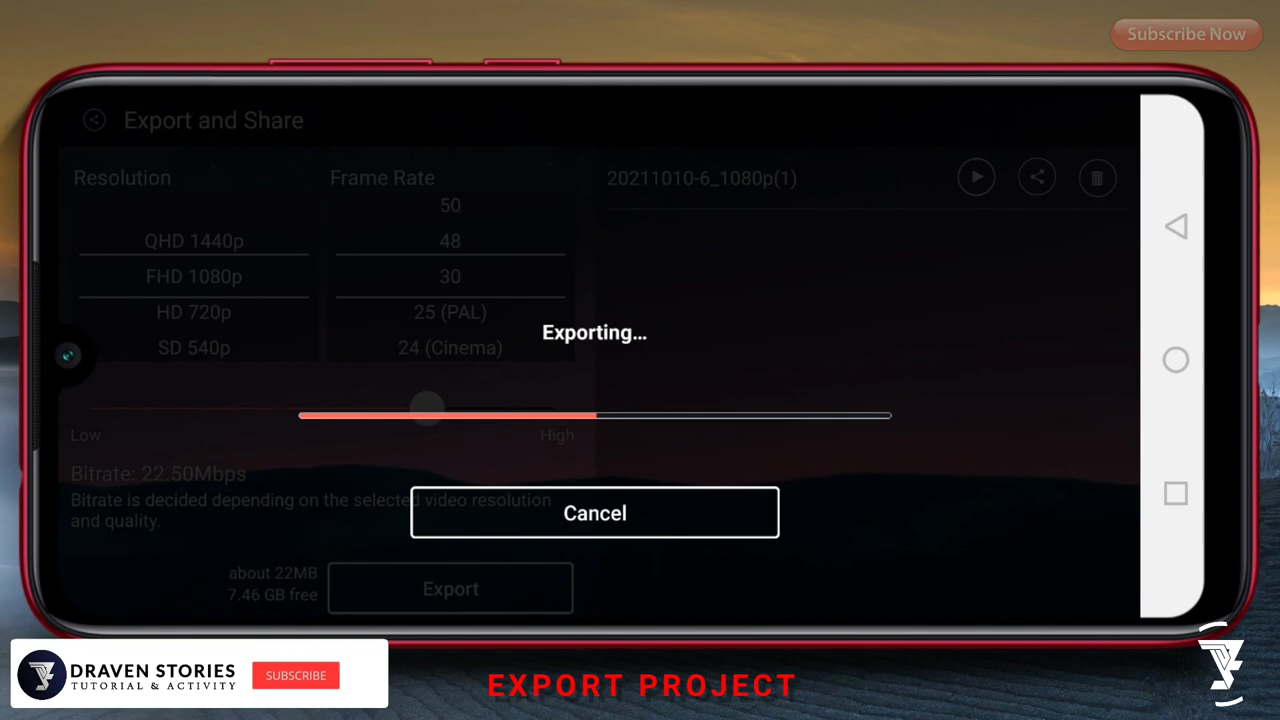 Subscribe Now
Export and Share
Resolution
Frame Rate
20211010-6_1080p(1)
50
QHD 1440p
48
FHD 1080p
30
HD 720p
25 (PAL)
SD 540p
24 (Cinema)
Exporting...
Low
High
Bitrate: 22.50Mbps
Bitrate is decided depending on the selected video resolution
and quality.
Cancel
about 22MB
7.46 GB free
Export
DRAVEN STORIES
TUTORIAL & ACTIVITY
SUBSCRIBE
EXPORT PROJECT